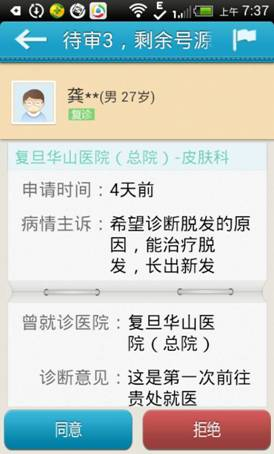 上午 7:37
待审3，剩余号源
龚**(男 27岁)
复诊
复旦华山医院（总院）-皮肤科
申请时间：4天前
病情主诉：希望诊断脱发的原
因，能治疗脱
发，长出新发
曾就诊医院：复旦华山医
院（总院）
诊断意见：这是第一次前往
贵处就医
同意 拒绝